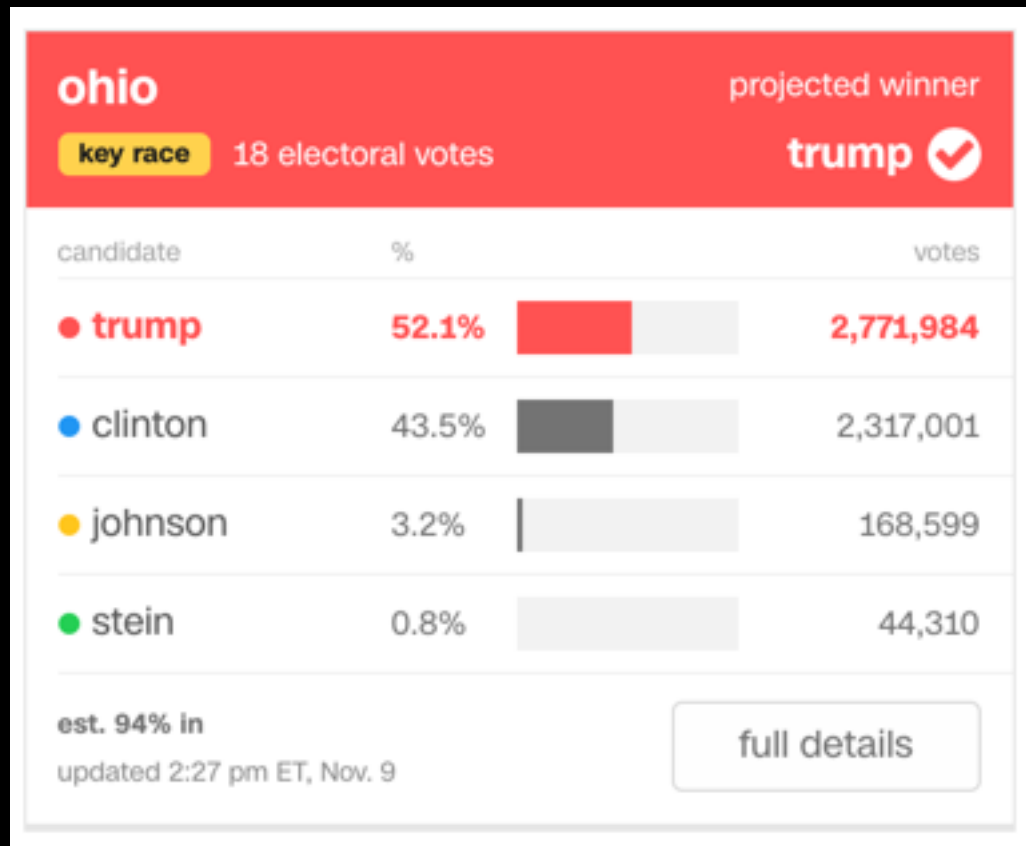 ohio
projected winner
key race 18 electoral votes
trump
candidate % votes
trump 52.1% 2,771,984
clinton 43.5% 2,317,001
johnson 3.2% 168,599
stein 0.8% 44,310
est. 94% in
updated 2:27 pm ET, Nov. 9
full details